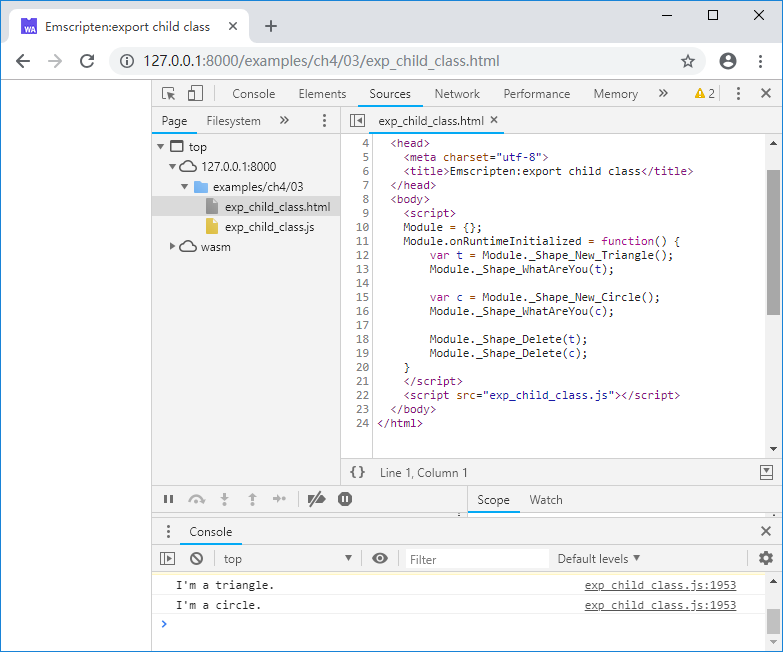 Emscripten:export child class
127.0.0.1:8000/examples/ch4/03/exp_child_class.html
Console Elements Sources Network Performance Memory 2
Page Filesystem
exp_child_class.html
top
127.0.0.1:8000
examples/ch4/03
exp_child_class.html
exp_child_class.js
wasm
4 <head>
5 <meta charset="utf-8">
6 <title>Emscripten:export child class</title>
7 </head>
8 <body>
9 <script>
10 Module = {};
11 Module.onRuntimeInitialized = function() {
12 var t = Module._Shape_New_Triangle();
13 Module._Shape_WhatAreYou(t);
14
15 var c = Module._Shape_New_Circle();
16 Module._Shape_WhatAreYou(c);
17
18 Module._Shape_Delete(t);
19 Module._Shape_Delete(c);
20 }
21 </script>
22 <script src="exp_child_class.js"></script>
23 </body>
24 </html>
{} Line 1, Column 1
Scope Watch
Console
top Filter Default levels
I'm a triangle. exp_child_class.js:1953
I'm a circle. exp_child_class.js:1953
>